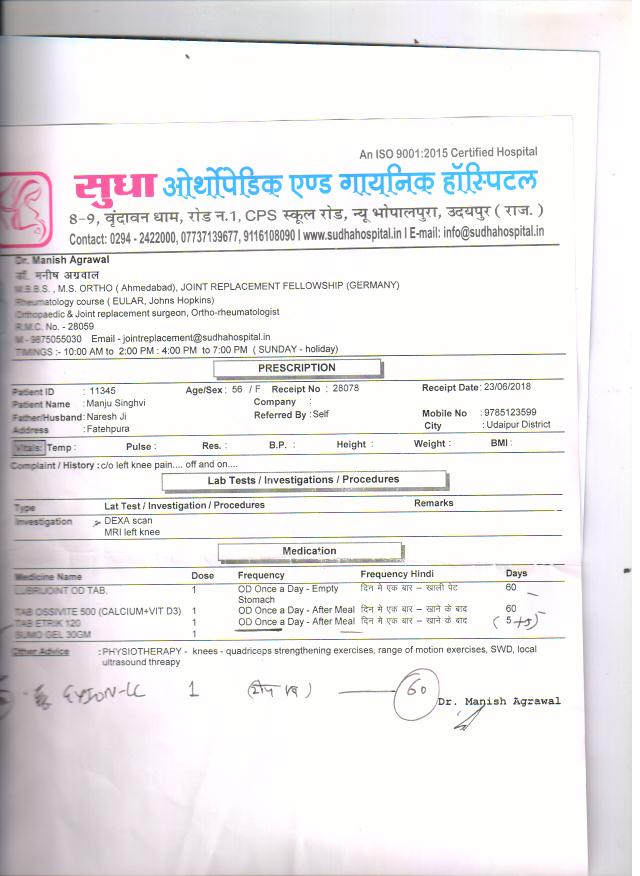 An ISO 9001:2015 Certified Hospital
सुधा ओर्थोपेडिक एण्ड गायनिक हॉस्पिटल
8-9, वृंदावन धाम, रोड न.1, CPS स्कूल रोड, न्यू भोपालपुरा, उदयपुर ( राज. )
Contact: 0294 - 2422000, 07737139677, 9116108090 | www.sudhahospital.in | E-mail: info@sudhahospital.in
Dr. Manish Agrawal
डॉ. मनीष अग्रवाल
M.B.B.S. , M.S. ORTHO ( Ahmedabad), JOINT REPLACEMENT FELLOWSHIP (GERMANY)
Rheumatology course ( EULAR, Johns Hopkins)
Orthopaedic & Joint replacement surgeon, Ortho-rheumatologist
R.M.C. No. - 28059
M - 9875055030 Email - jointreplacement@sudhahospital.in
TIMINGS :- 10:00 AM to 2:00 PM : 4:00 PM to 7:00 PM ( SUNDAY - holiday)
PRESCRIPTION
Patient ID : 11345 Age/Sex : 56 / F Receipt No : 28078 Receipt Date : 23/06/2018
Patient Name : Manju Singhvi Company :
Father/Husband : Naresh Ji Referred By : Self Mobile No : 9785123599
Address : Fatehpura City : Udaipur District
Vitals: Temp : Pulse : Res. : B.P. : Height : Weight : BMI :
Complaint / History : c/o left knee pain.... off and on....
Lab Tests / Investigations / Procedures
Type Lat Test / Investigation / Procedures Remarks
Investigation DEXA scan
MRI left knee
Medication
Medicine Name Dose Frequency Frequency Hindi Days
LUBRIJOINT OD TAB. 1 OD Once a Day - Empty Stomach दिन मे एक बार – खाली पेट 60
TAB OSSIVITE 500 (CALCIUM+VIT D3) 1 OD Once a Day - After Meal दिन मे एक बार – खाने के बाद 60
TAB ETRIK 120 1 OD Once a Day - After Meal दिन मे एक बार – खाने के बाद (5+5)
SUMO GEL 30GM 1
Other Advice : PHYSIOTHERAPY - knees - quadricops strengthening exercises, range of motion exercises, SWD, local
ultrasound threapy
1 60
Dr. Manish Agrawal